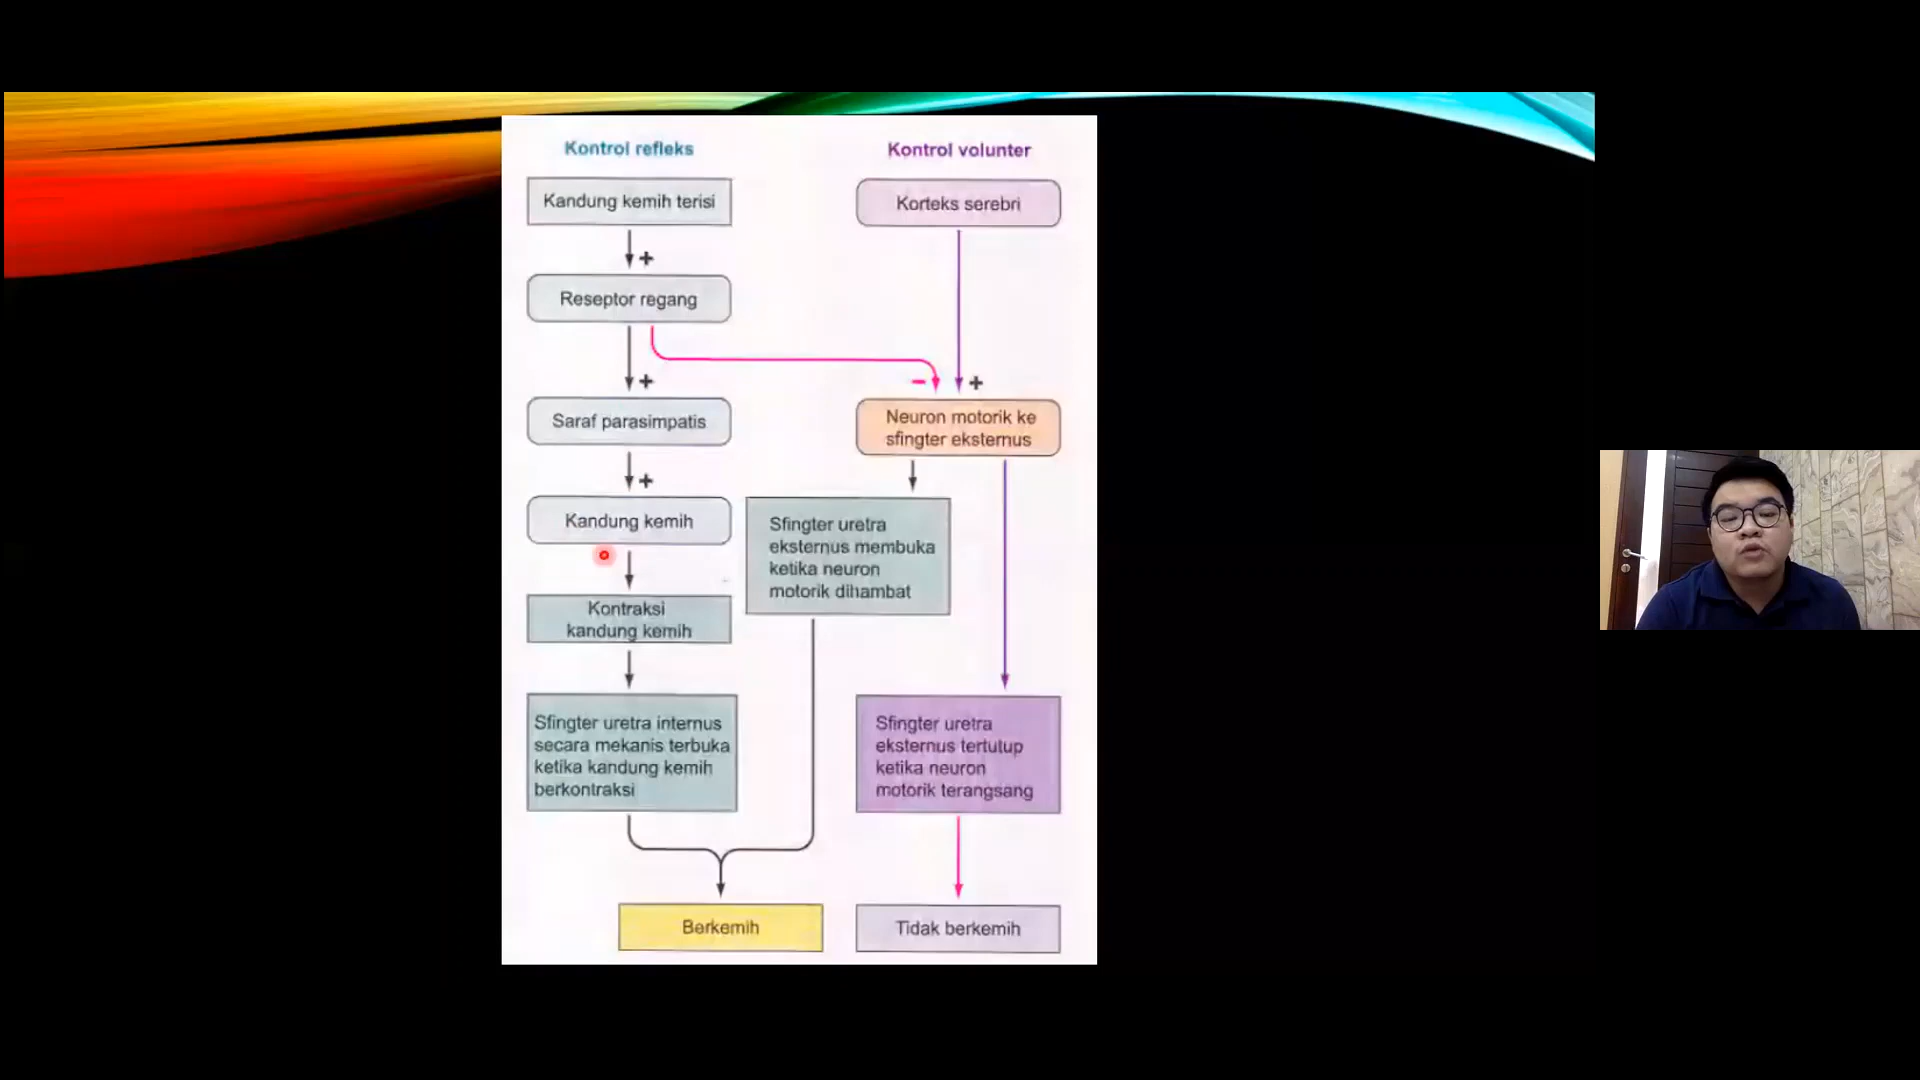 Kontrol refleks
Kontrol volunter
Kandung kemih terisi
Korteks serebri
+
Reseptor regang
+
-
+
Saraf parasimpatis
Neuron motorik ke
sfingter eksternus
+
Kandung kemih
Sfingter uretra
eksternus membuka
ketika neuron
motorik dihambat
Kontraksi
kandung kemih
Sfingter uretra internus
secara mekanis terbuka
ketika kandung kemih
berkontraksi
Sfingter uretra
eksternus tertutup
ketika neuron
motorik terangsang
Berkemih
Tidak berkemih